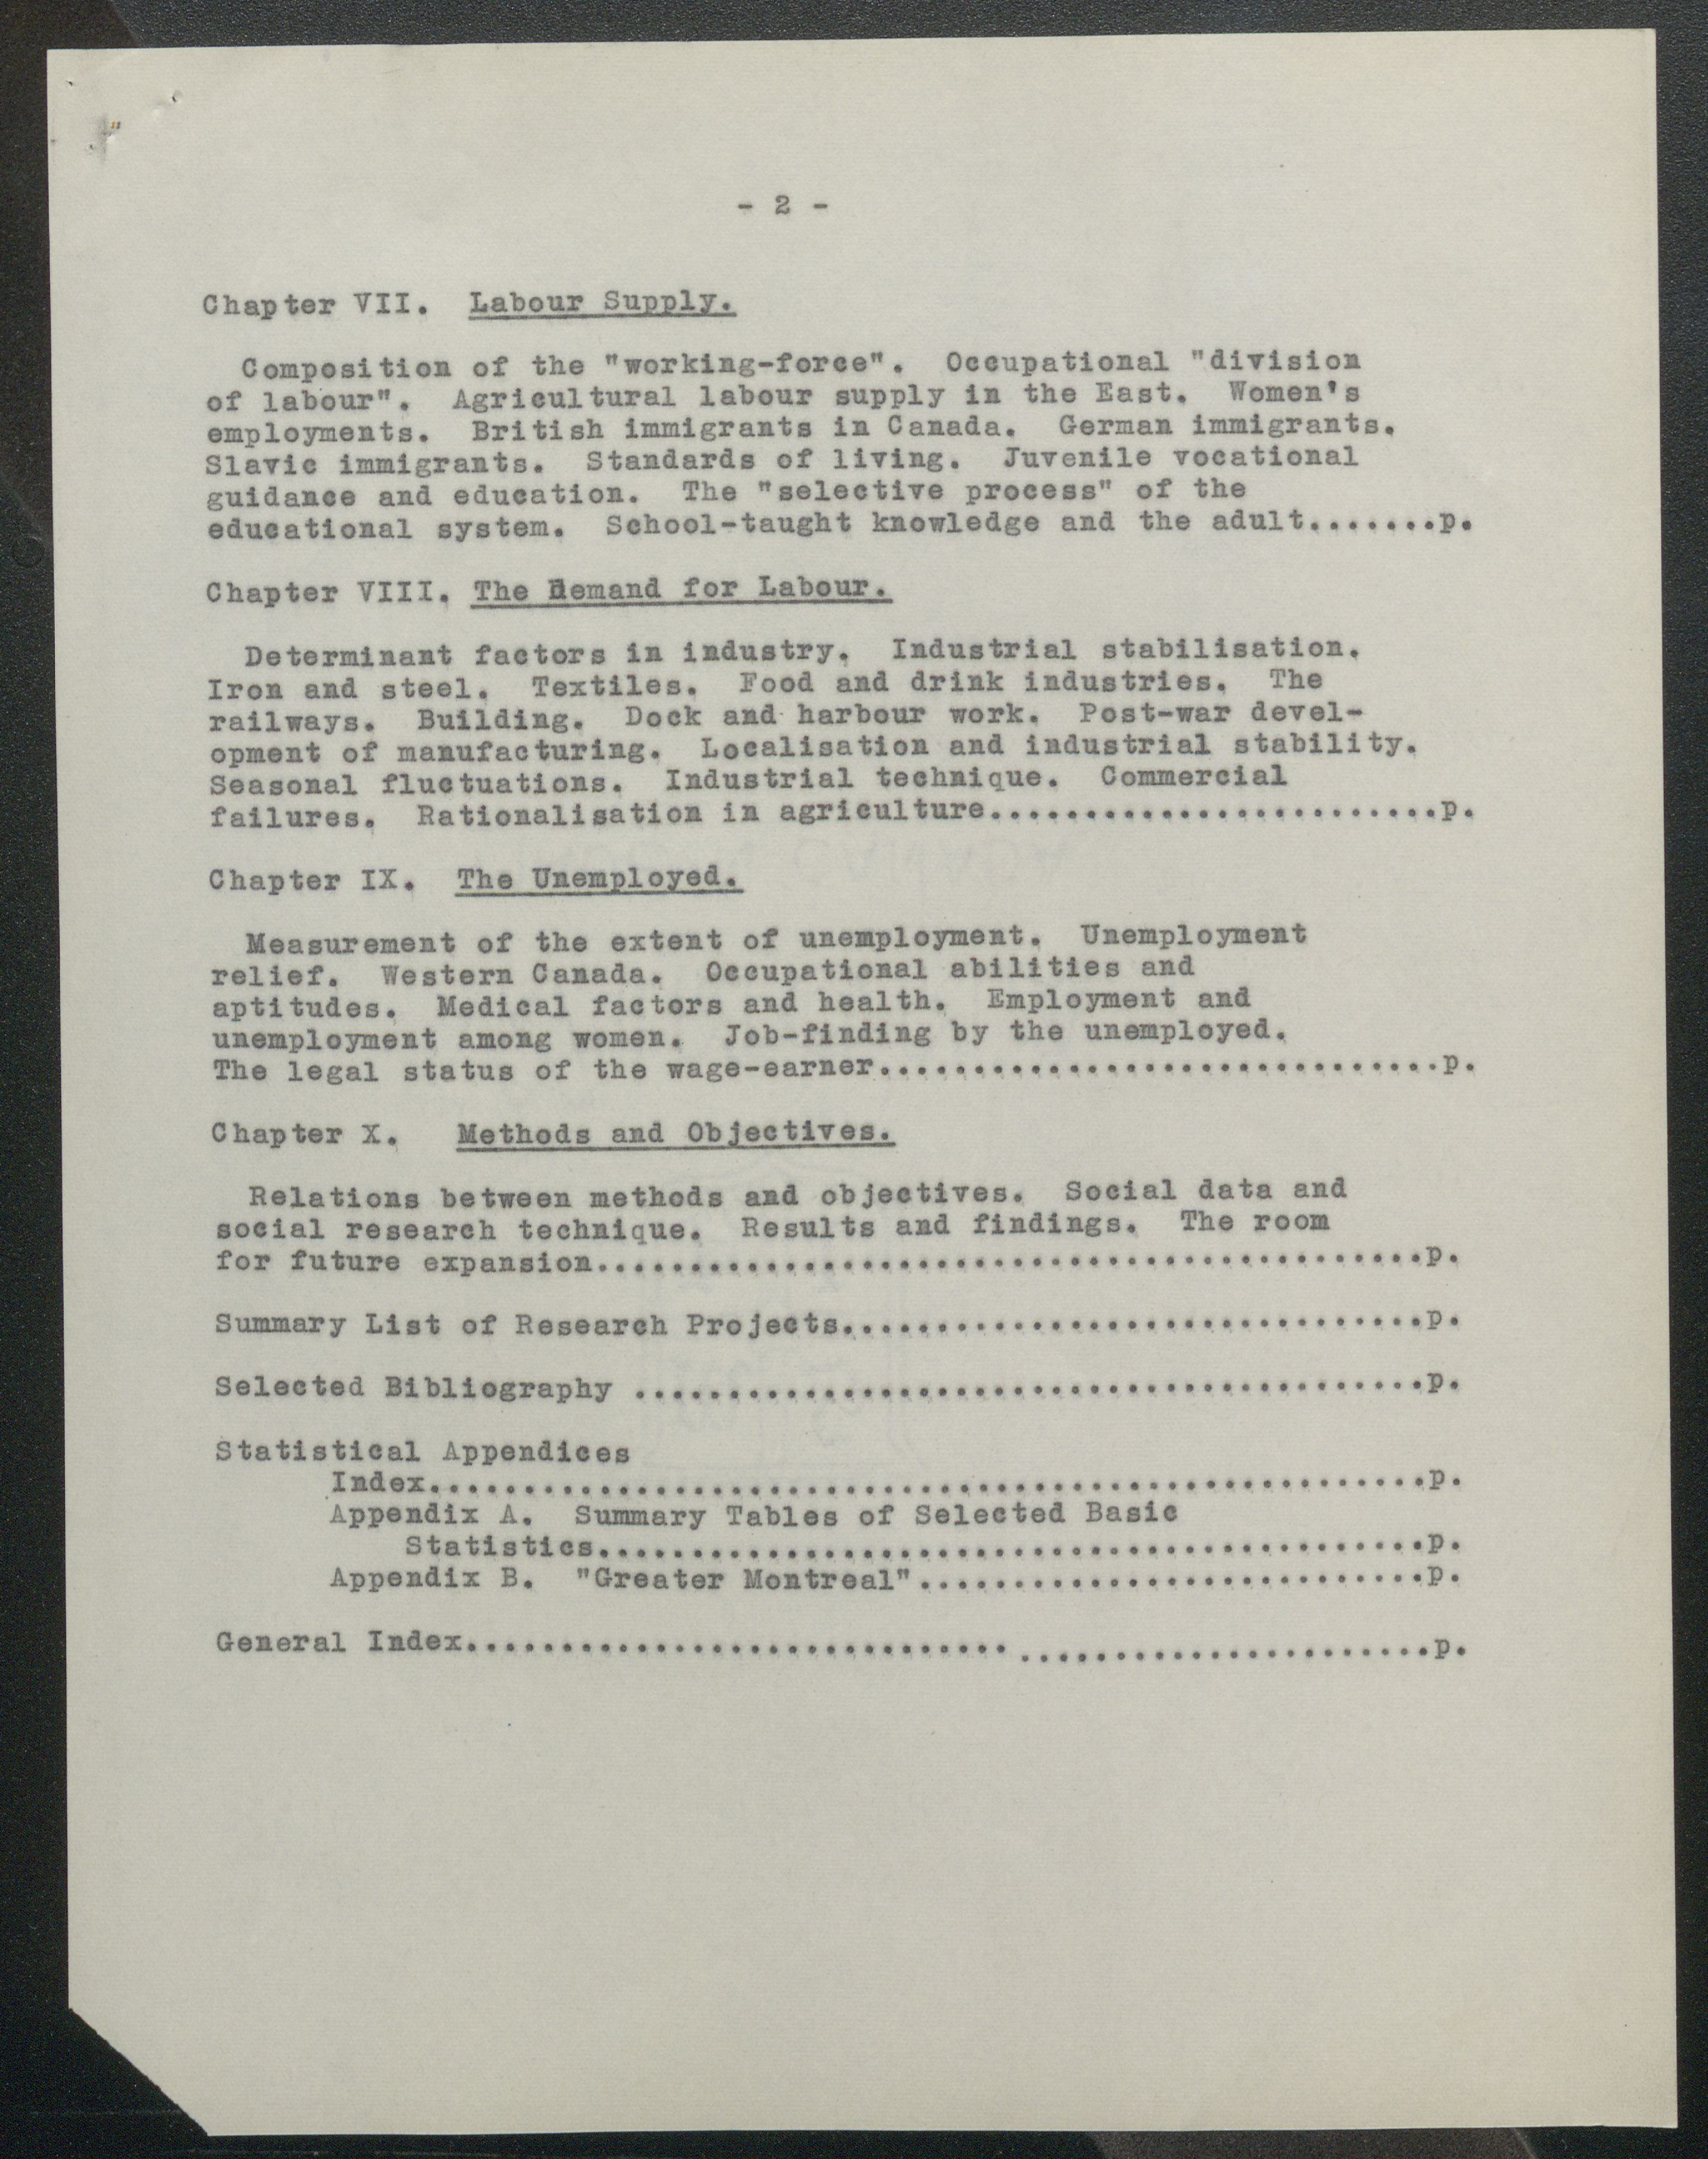 - 2 -
Chapter VII. Labour Supply.
Composition of the "working-force". Occupational "division
of labour". Agricultural labour supply in the East. Women's
employments. British immigrants in Canada. German immigrants.
Slavic immigrants. Standards of living. Juvenile vocational
guidance and education. The "selective process" of the
educational system. School-taught knowledge and the adult.......p.
Chapter VIII. The Demand for Labour.
Determinant factors in industry. Industrial stabilisation.
Iron and steel. Textiles. Food and drink industries. The
railways. Building. Dock and harbour work. Post-war devel-
opment of manufacturing. Localisation and industrial stability.
Seasonal fluctuations. Industrial technique. Commercial
failures. Rationalisation in agriculture........................p.
Chapter IX. The Unemployed.
Measurement of the extent of unemployment. Unemployment
relief. Western Canada. Occupational abilities and
aptitudes. Medical factors and health. Employment and
unemployment among women. Job-finding by the unemployed.
The legal status of the wage-earner..............................p.
Chapter X. Methods and Objectives.
Relations between methods and objectives. Social data and
social research technique. Results and findings. The room
for future expansion............................................p.
Summary List of Research Projects...............................p.
Selected Bibliography ..........................................p.
Statistical Appendices
Index.....................................................p.
Appendix A. Summary Tables of Selected Basic
Statistics............................................p.
Appendix B. "Greater Montreal"...........................p.
General Index............................. ......................p.